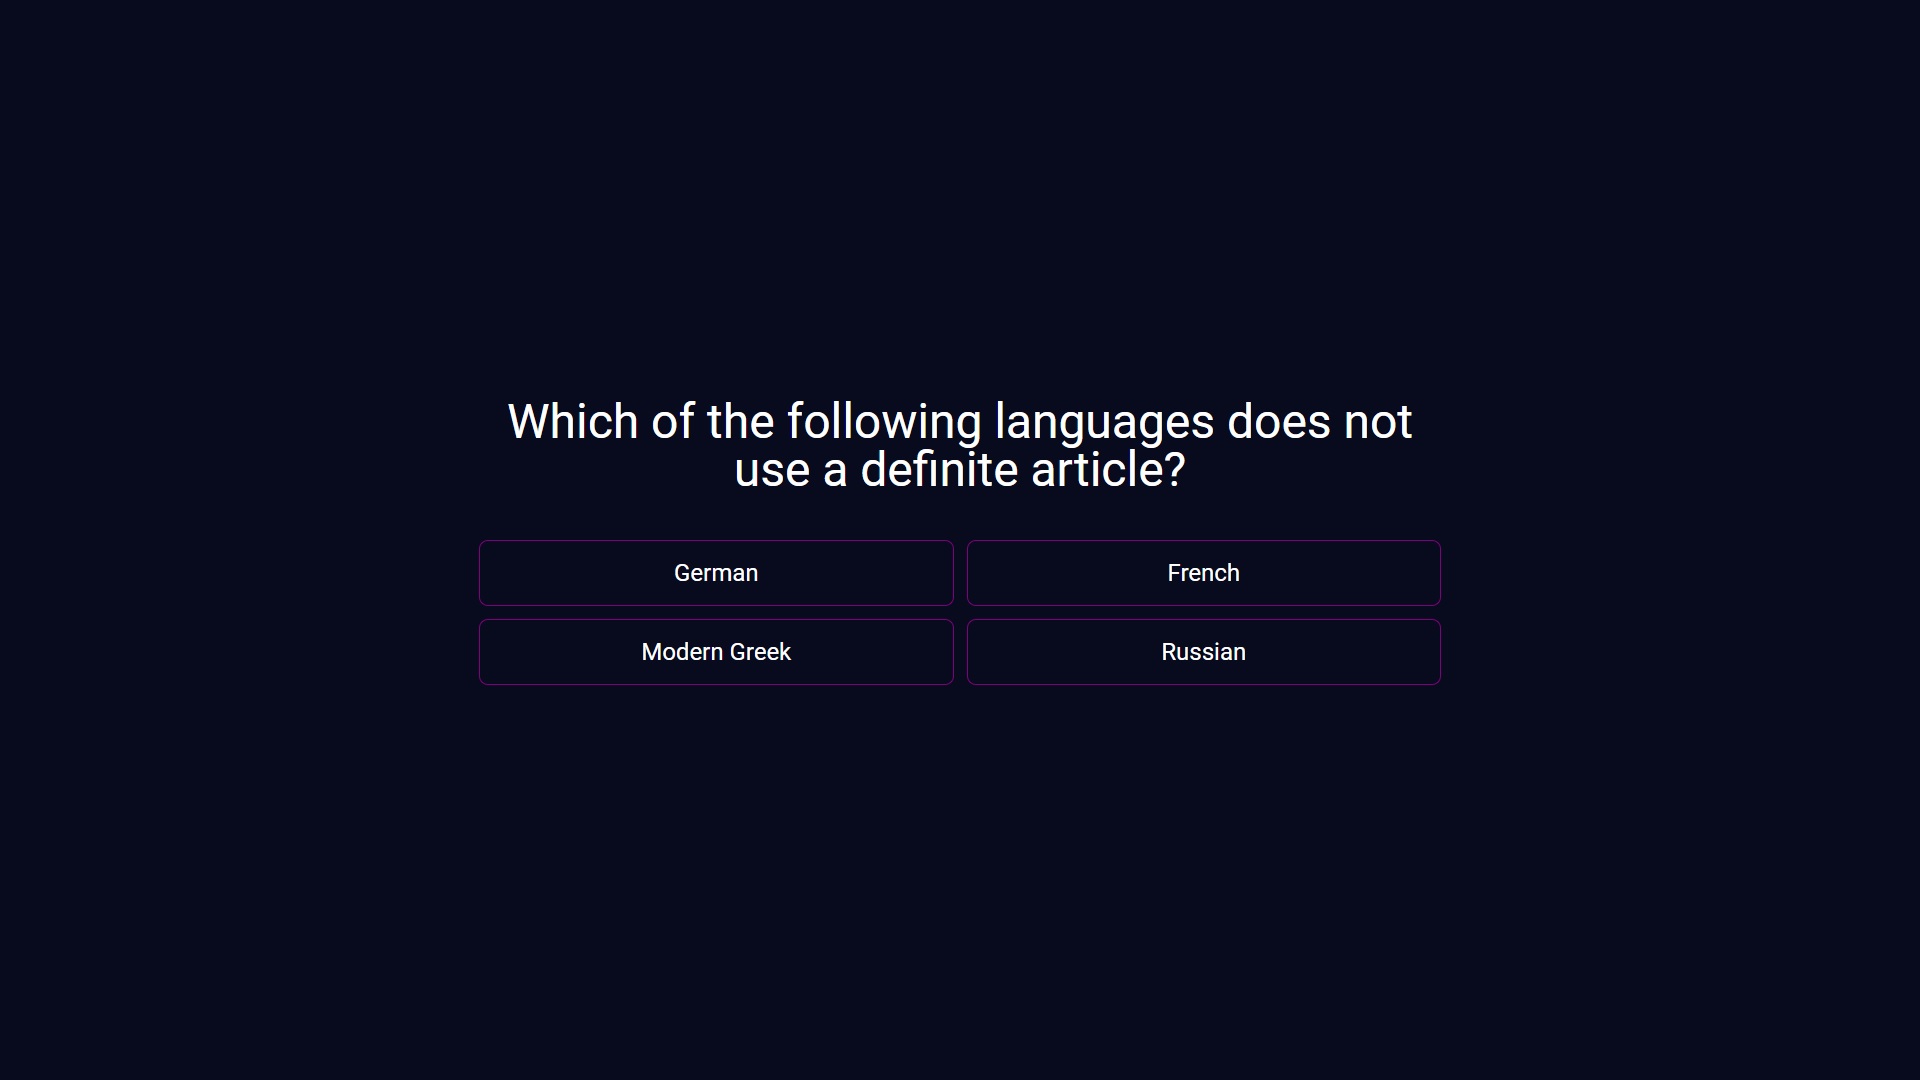 Which of the following languages does not
use a definite article?
German
French
Modern Greek
Russian